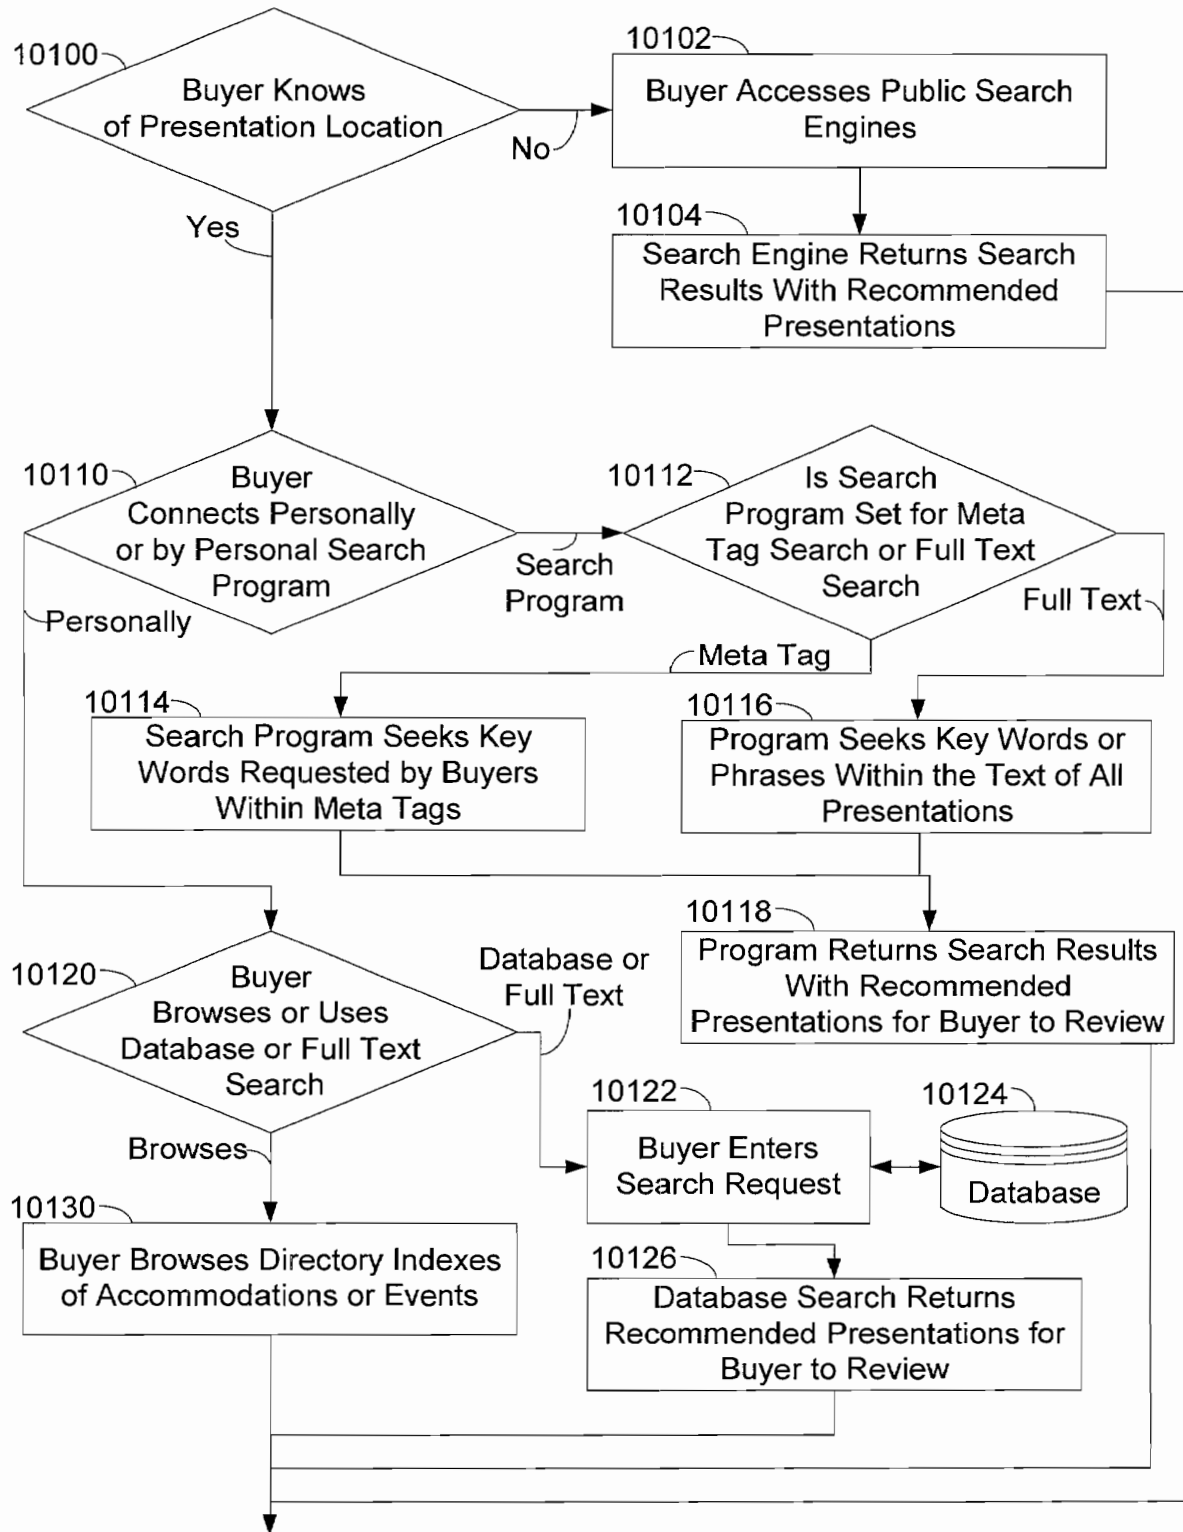 10100
Buyer Knows
of Presentation Location
No
Yes
10102
Buyer Accesses Public Search
Engines
10104
Search Engine Returns Search
Results With Recommended
Presentations
10110
Buyer
Connects Personally
or by Personal Search
Program
Search
Program
Personally
10112
Is Search
Program Set for Meta
Tag Search or Full Text
Search
Full Text
Meta Tag
10114
Search Program Seeks Key
Words Requested by Buyers
Within Meta Tags
10116
Program Seeks Key Words or
Phrases Within the Text of All
Presentations
10118
Program Returns Search Results
With Recommended
Presentations for Buyer to Review
10120
Buyer
Browses or Uses
Database or Full Text
Search
Database or
Full Text
Browses
10122
Buyer Enters
Search Request
10124
Database
10126
Database Search Returns
Recommended Presentations for
Buyer to Review
10130
Buyer Browses Directory Indexes
of Accommodations or Events